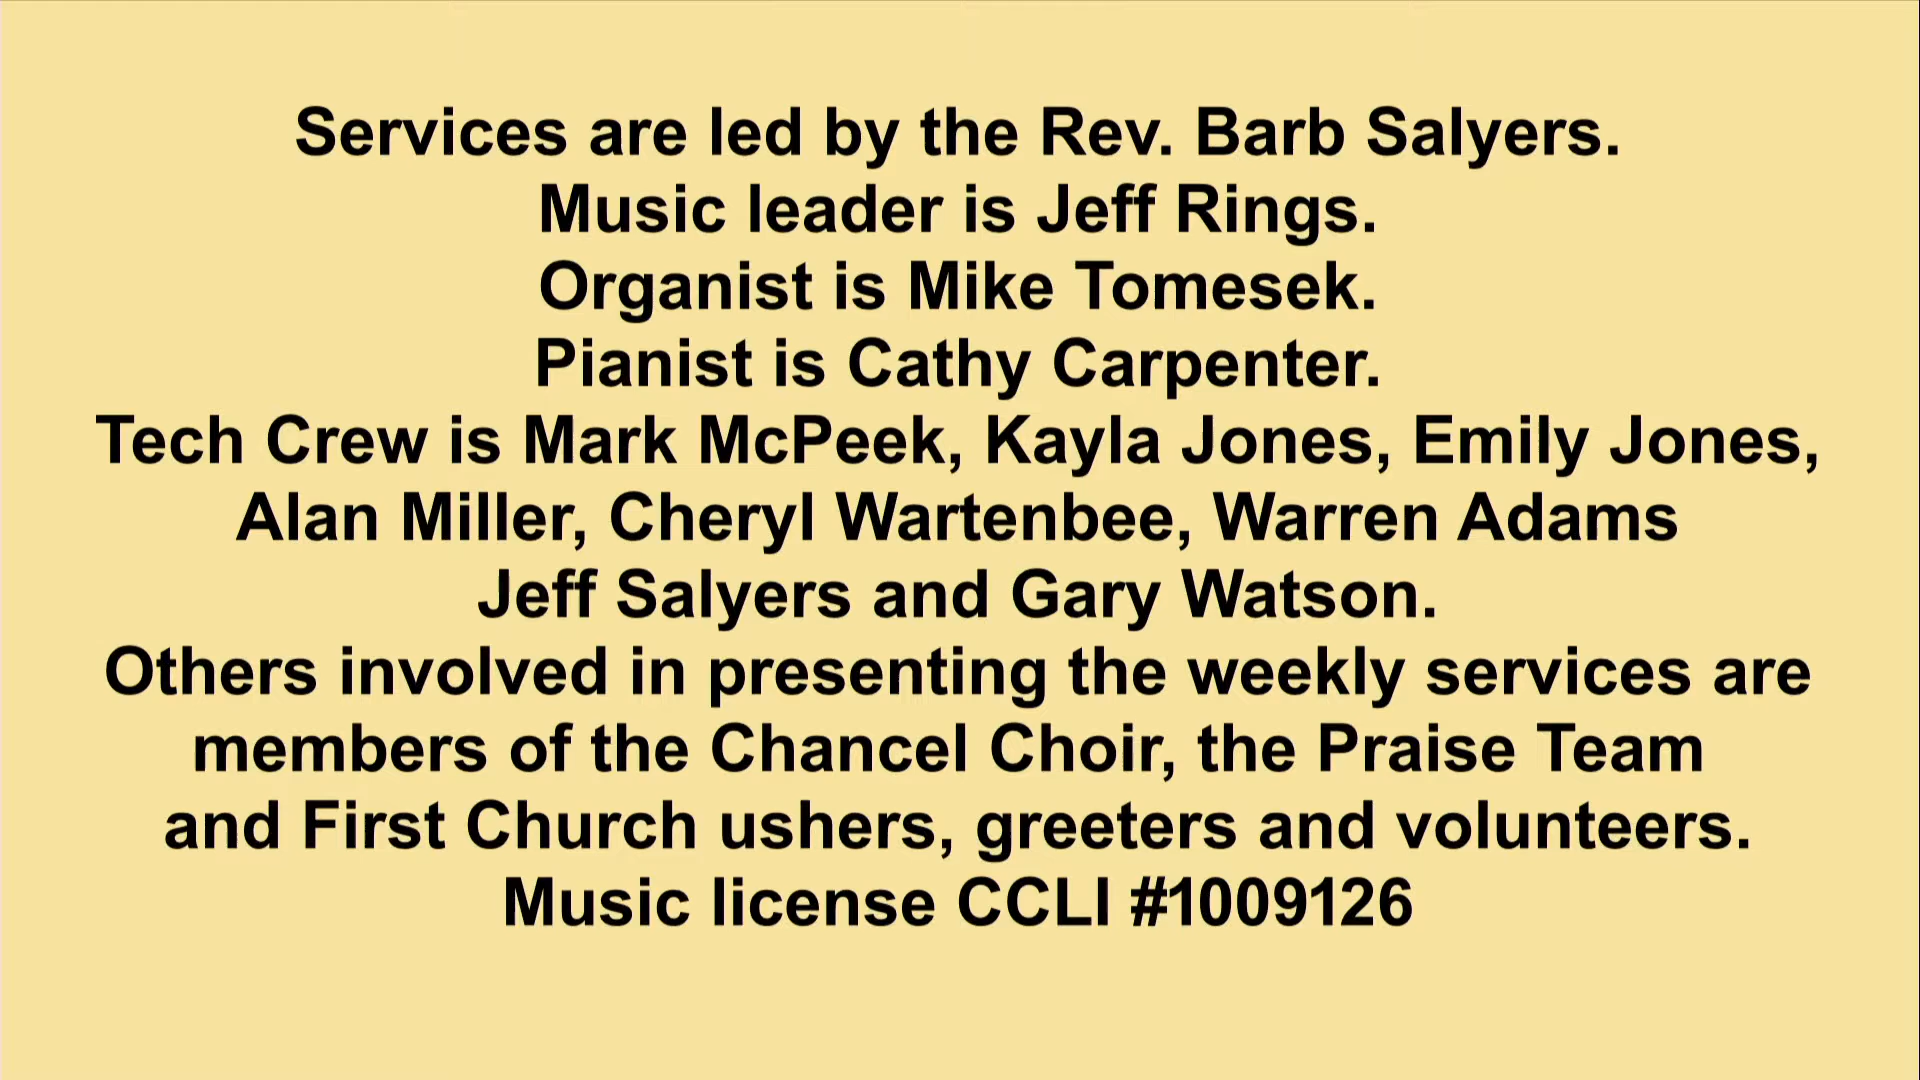 Services are led by the Rev. Barb Salyers.
Music leader is Jeff Rings.
Organist is Mike Tomesek.
Pianist is Cathy Carpenter.
Tech Crew is Mark McPeek, Kayla Jones, Emily Jones,
Alan Miller, Cheryl Wartenbee, Warren Adams
Jeff Salyers and Gary Watson.
Others involved in presenting the weekly services are
members of the Chancel Choir, the Praise Team
and First Church ushers, greeters and volunteers.
Music license CCLI #1009126